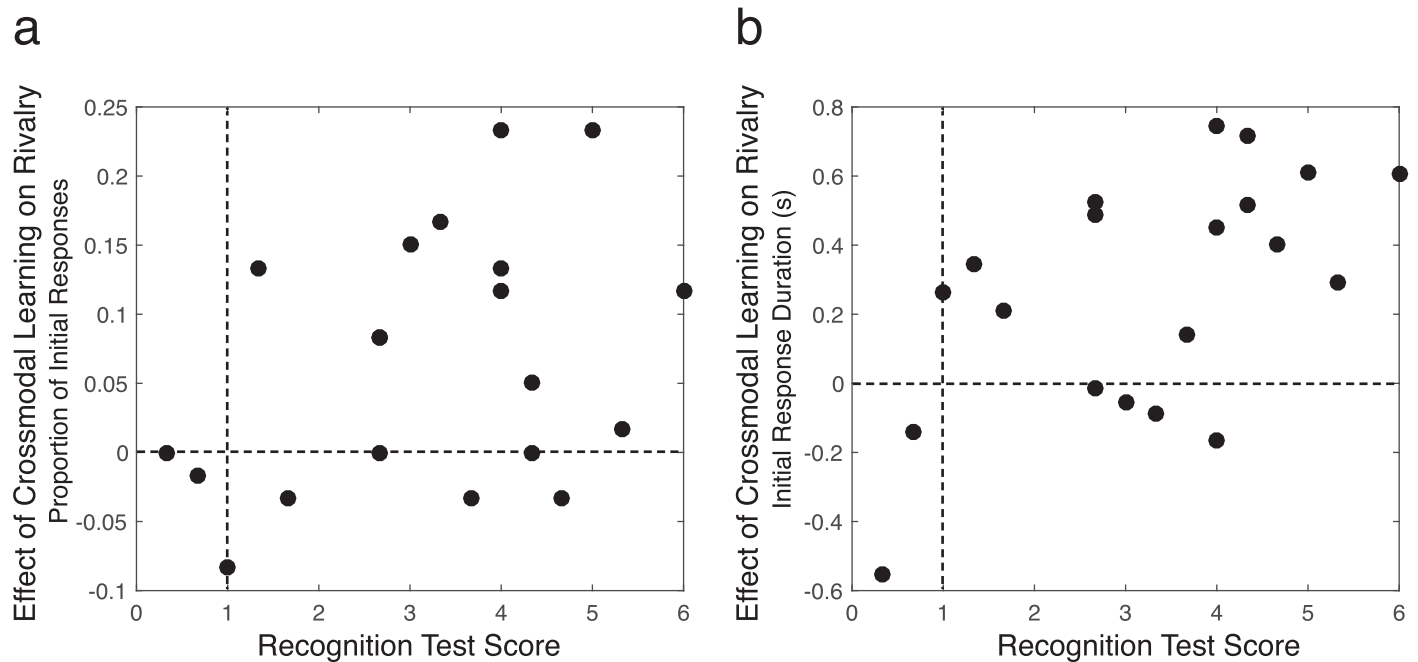 a
Effect of Crossmodal Learning on Rivalry
Proportion of Initial Responses
0.25
0.2
0.15
0.1
0.05
0
-0.05
-0.1
0 1 2 3 4 5 6
Recognition Test Score
b
Effect of Crossmodal Learning on Rivalry
Initial Response Duration (s)
0.8
0.6
0.4
0.2
0
-0.2
-0.4
-0.6
0 1 2 3 4 5 6
Recognition Test Score